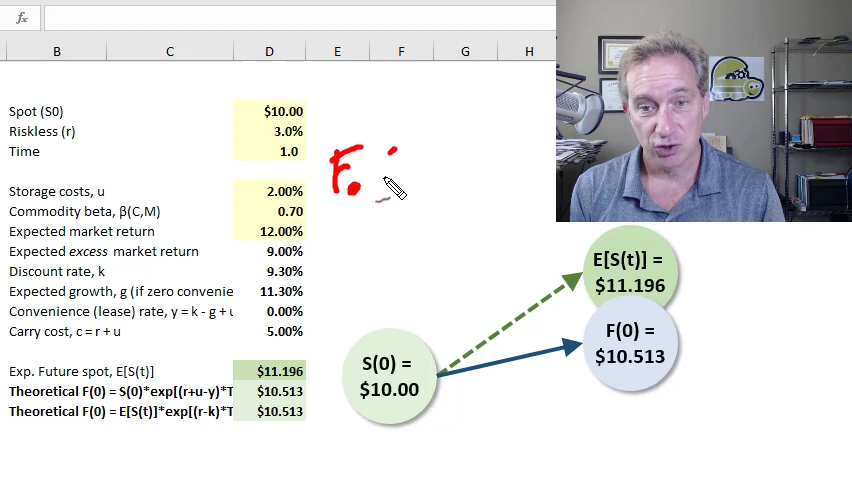 fx
B C D E F G H
Spot (S0) $10.00
Riskless (r) 3.0%
Time 1.0
Storage costs, u 2.00%
Commodity beta, β(C,M) 0.70
Expected market return 12.00%
Expected excess market return 9.00%
Discount rate, k 9.30%
Expected growth, g (if zero convenie 11.30%
Convenience (lease) rate, y = k - g + u 0.00%
Carry cost, c = r + u 5.00%
Exp. Future spot, E[S(t)] $11.196
Theoretical F(0) = S(0)*exp[(r+u-y)*T $10.513
Theoretical F(0) = E[S(t)]*exp[(r-k)*T $10.513
F0
E[S(t)] =
$11.196
F(0) =
$10.513
S(0) =
$10.00